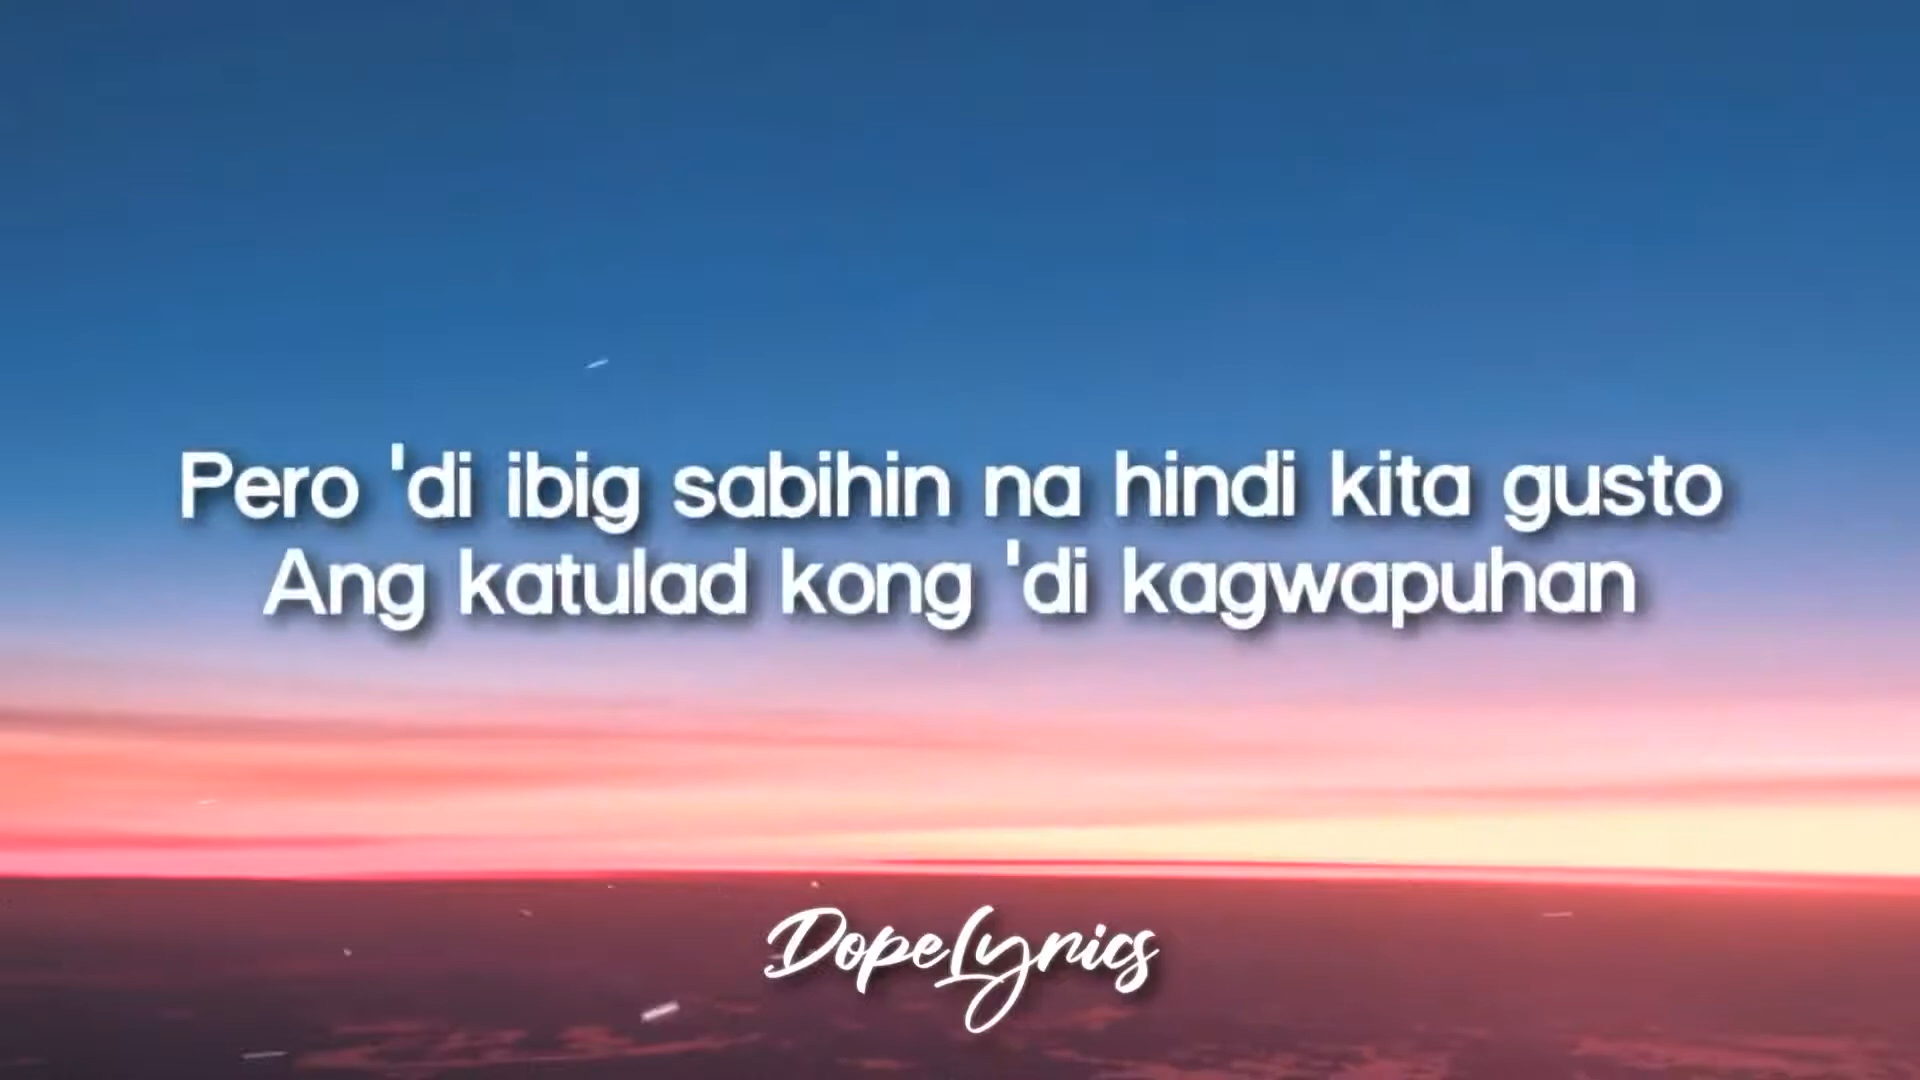 Pero 'di ibig sabihin na hindi kita gusto
Ang katulad kong 'di kagwapuhan
DopeLyrics